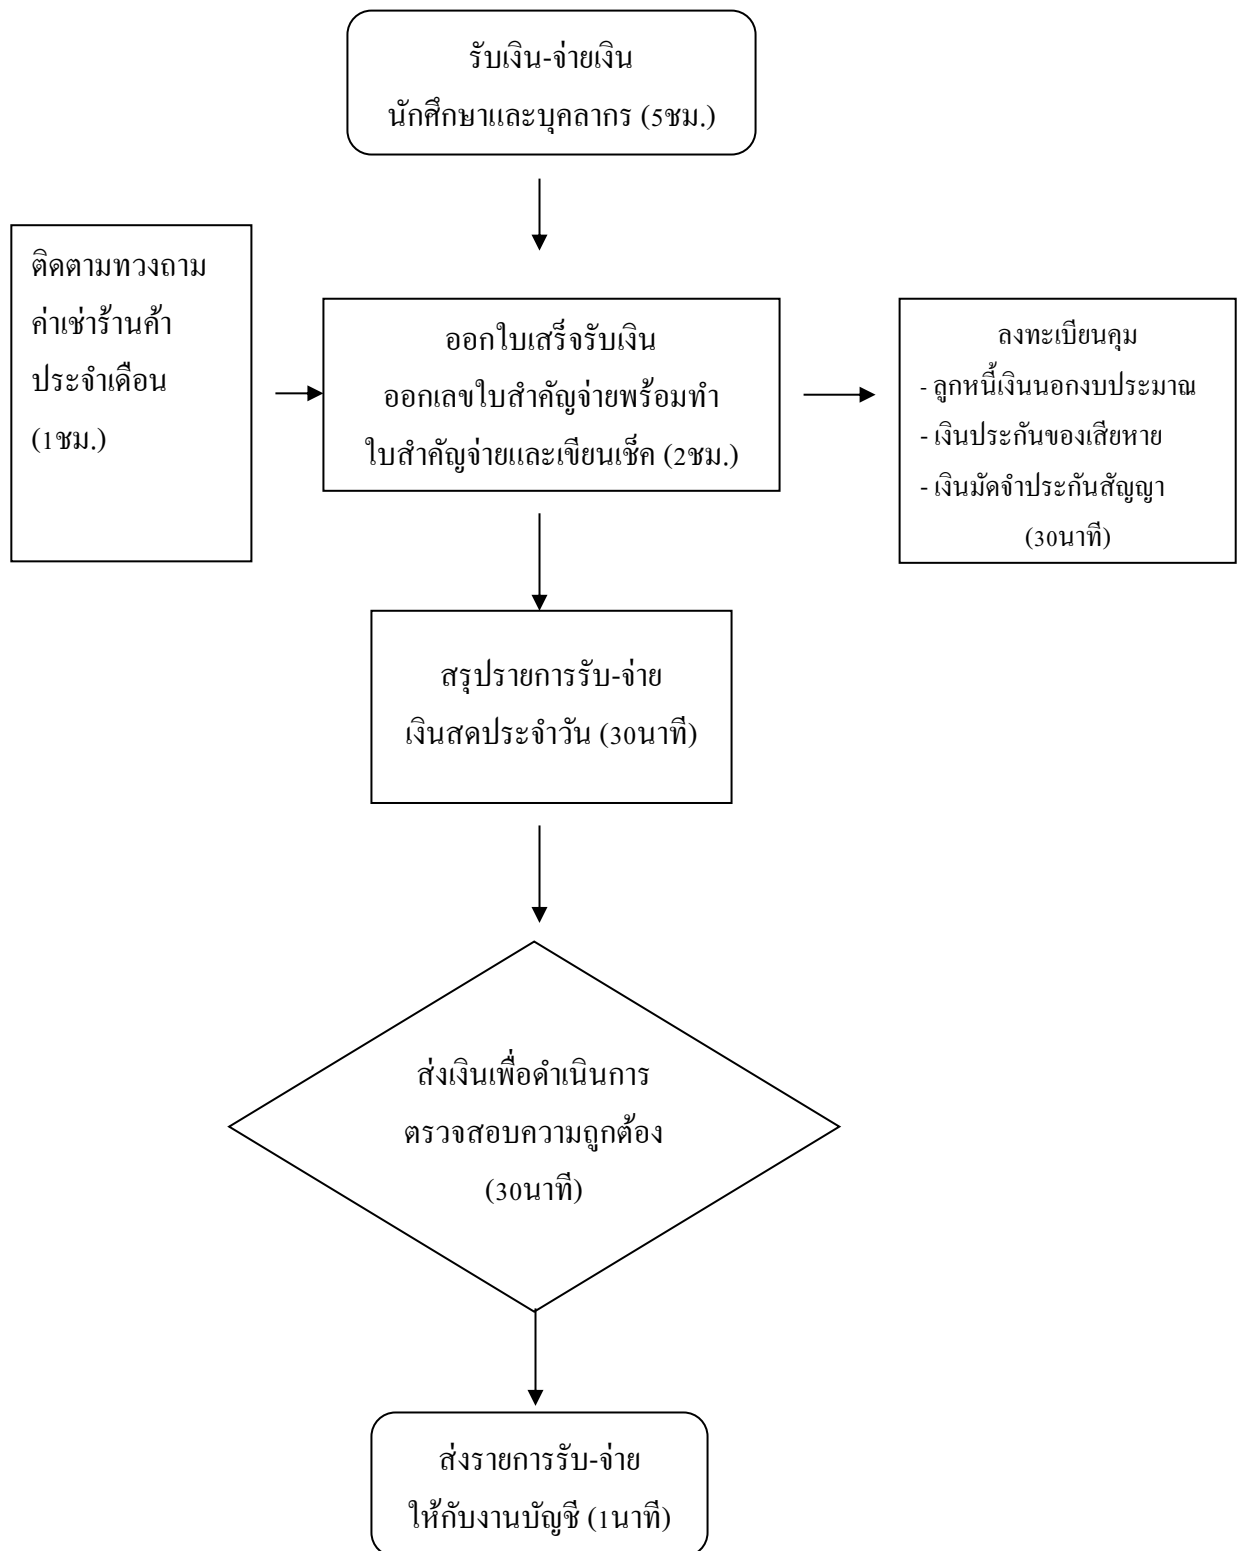 รับเงิน-จ่ายเงิน
นักศึกษาและบุคลากร (5ชม.)
ติดตามทวงถาม
ค่าเช่าร้านค้า
ประจำเดือน
(1ชม.)
ออกใบเสร็จรับเงิน
ออกเลขใบสำคัญจ่ายพร้อมทำ
ใบสำคัญจ่ายและเขียนเช็ค (2ชม.)
ลงทะเบียนคุม
- ลูกหนี้เงินนอกงบประมาณ
- เงินประกันของเสียหาย
- เงินมัดจำประกันสัญญา
(30นาที)
สรุปรายการรับ-จ่าย
เงินสดประจำวัน (30นาที)
ส่งเงินเพื่อดำเนินการ
ตรวจสอบความถูกต้อง
(30นาที)
ส่งรายการรับ-จ่าย
ให้กับงานบัญชี (1นาที)